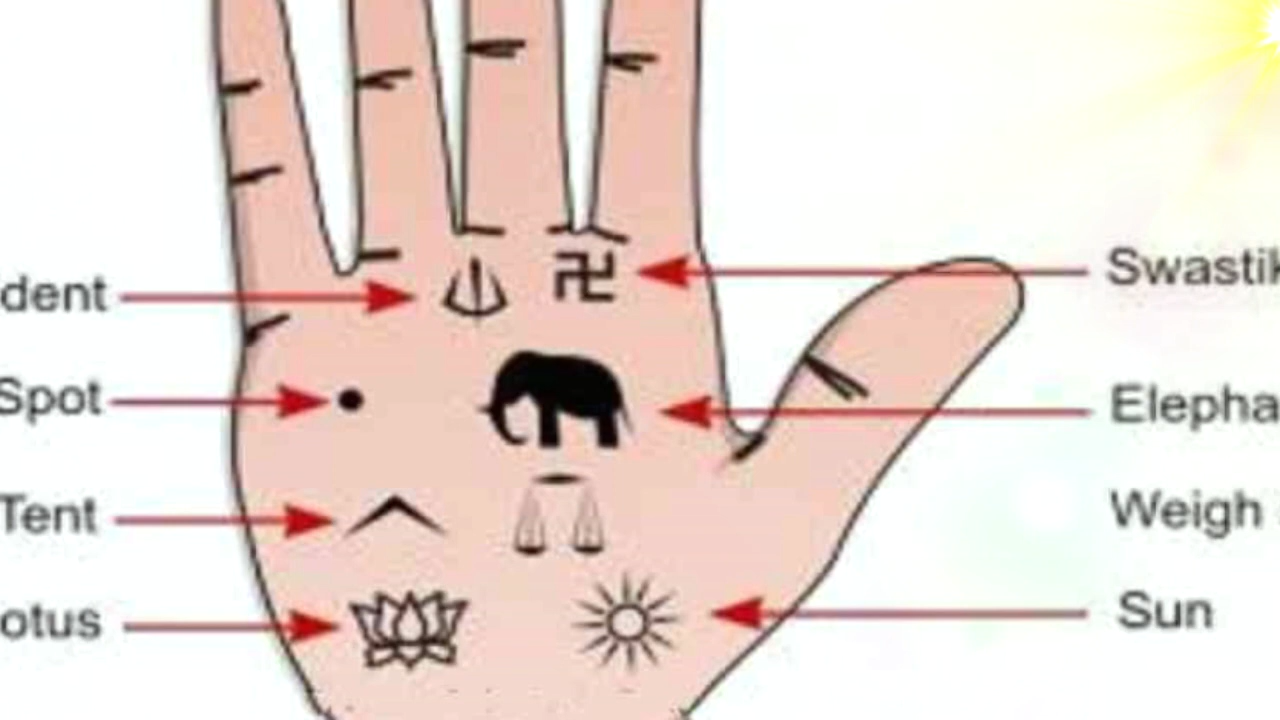 dent
Swastik
Spot
Elepha
Tent
Weigh
otus
Sun